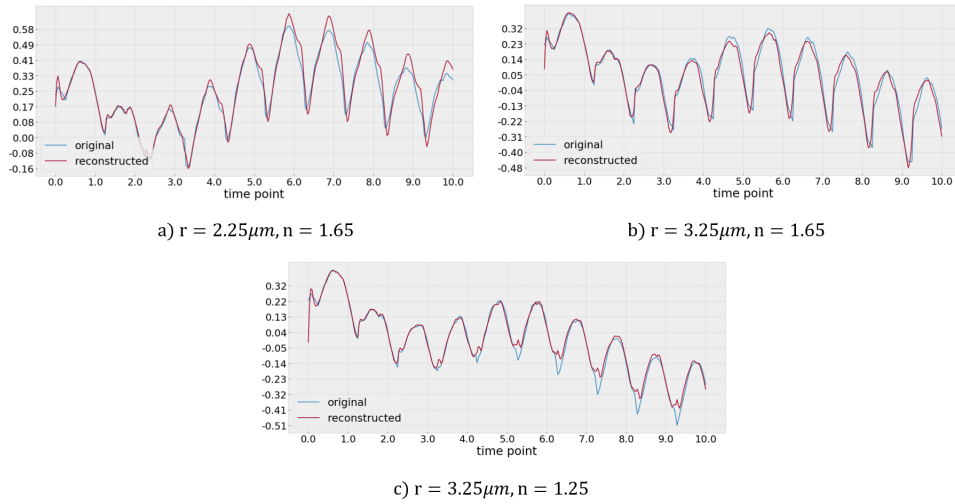 0.58
0.49
0.41
0.33
0.25
0.17
0.08
0.00
-0.08
-0.16
original
reconstructed
0.0 1.0 2.0 3.0 4.0 5.0 6.0 7.0 8.0 9.0 10.0
time point
a) r = 2.25μm, n = 1.65
0.32
0.23
0.14
0.05
-0.04
-0.13
-0.22
-0.31
-0.40
-0.48
original
reconstructed
0.0 1.0 2.0 3.0 4.0 5.0 6.0 7.0 8.0 9.0 10.0
time point
b) r = 3.25μm, n = 1.65
0.32
0.23
0.13
0.04
-0.05
-0.14
-0.23
-0.32
-0.41
-0.51
original
reconstructed
0.0 1.0 2.0 3.0 4.0 5.0 6.0 7.0 8.0 9.0 10.0
time point
c) r = 3.25μm, n = 1.25